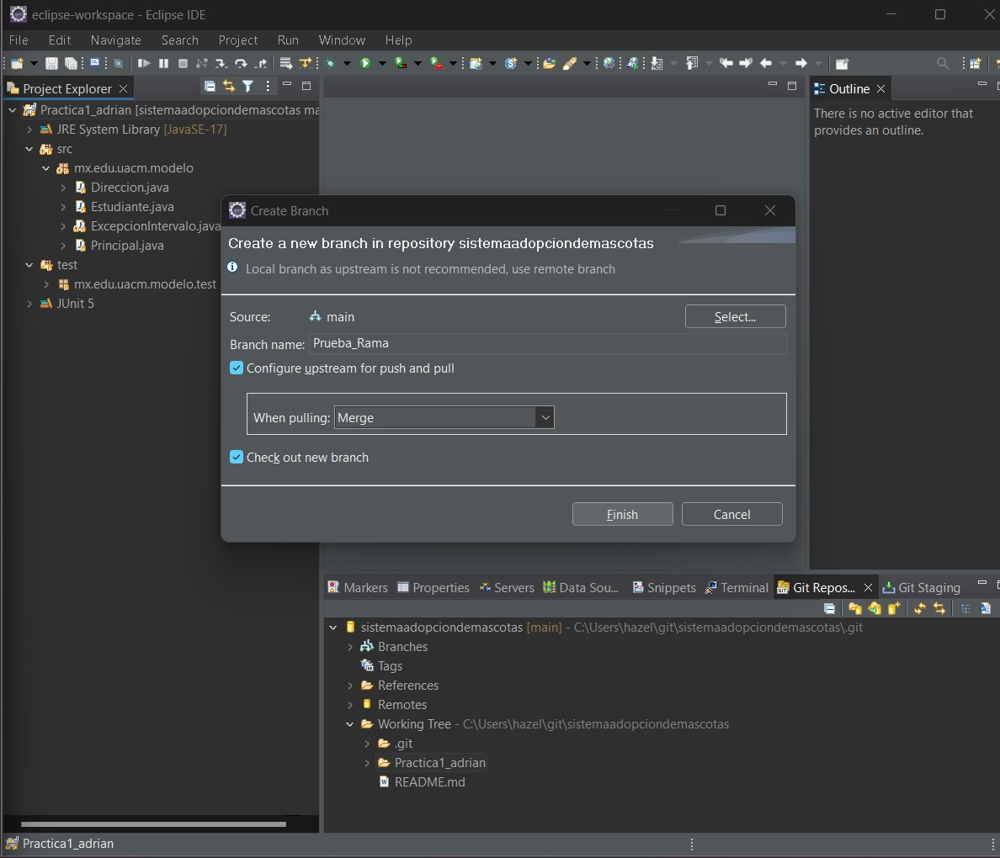 eclipse-workspace - Eclipse IDE
File Edit Navigate Search Project Run Window Help
Project Explorer
Practica1_adrian [sistemaadopciondemascotas ma
JRE System Library [JavaSE-17]
src
mx.edu.uacm.modelo
Direccion.java
Estudiante.java
ExcepcionIntervalo.java
Principal.java
test
mx.edu.uacm.modelo.test
JUnit 5
Outline
There is no active editor that
provides an outline.
Create Branch
Create a new branch in repository sistemaadopciondemascotas
Local branch as upstream is not recommended, use remote branch
Source: main Select...
Branch name: Prueba_Rama
Configure upstream for push and pull
When pulling: Merge
Check out new branch
Finish Cancel
Markers Properties Servers Data Sou... Snippets Terminal Git Repos... Git Staging
sistemaadopciondemascotas [main] - C:\Users\hazel\git\sistemaadopciondemascotas\.git
Branches
Tags
References
Remotes
Working Tree - C:\Users\hazel\git\sistemaadopciondemascotas
.git
Practica1_adrian
README.md
Practica1_adrian